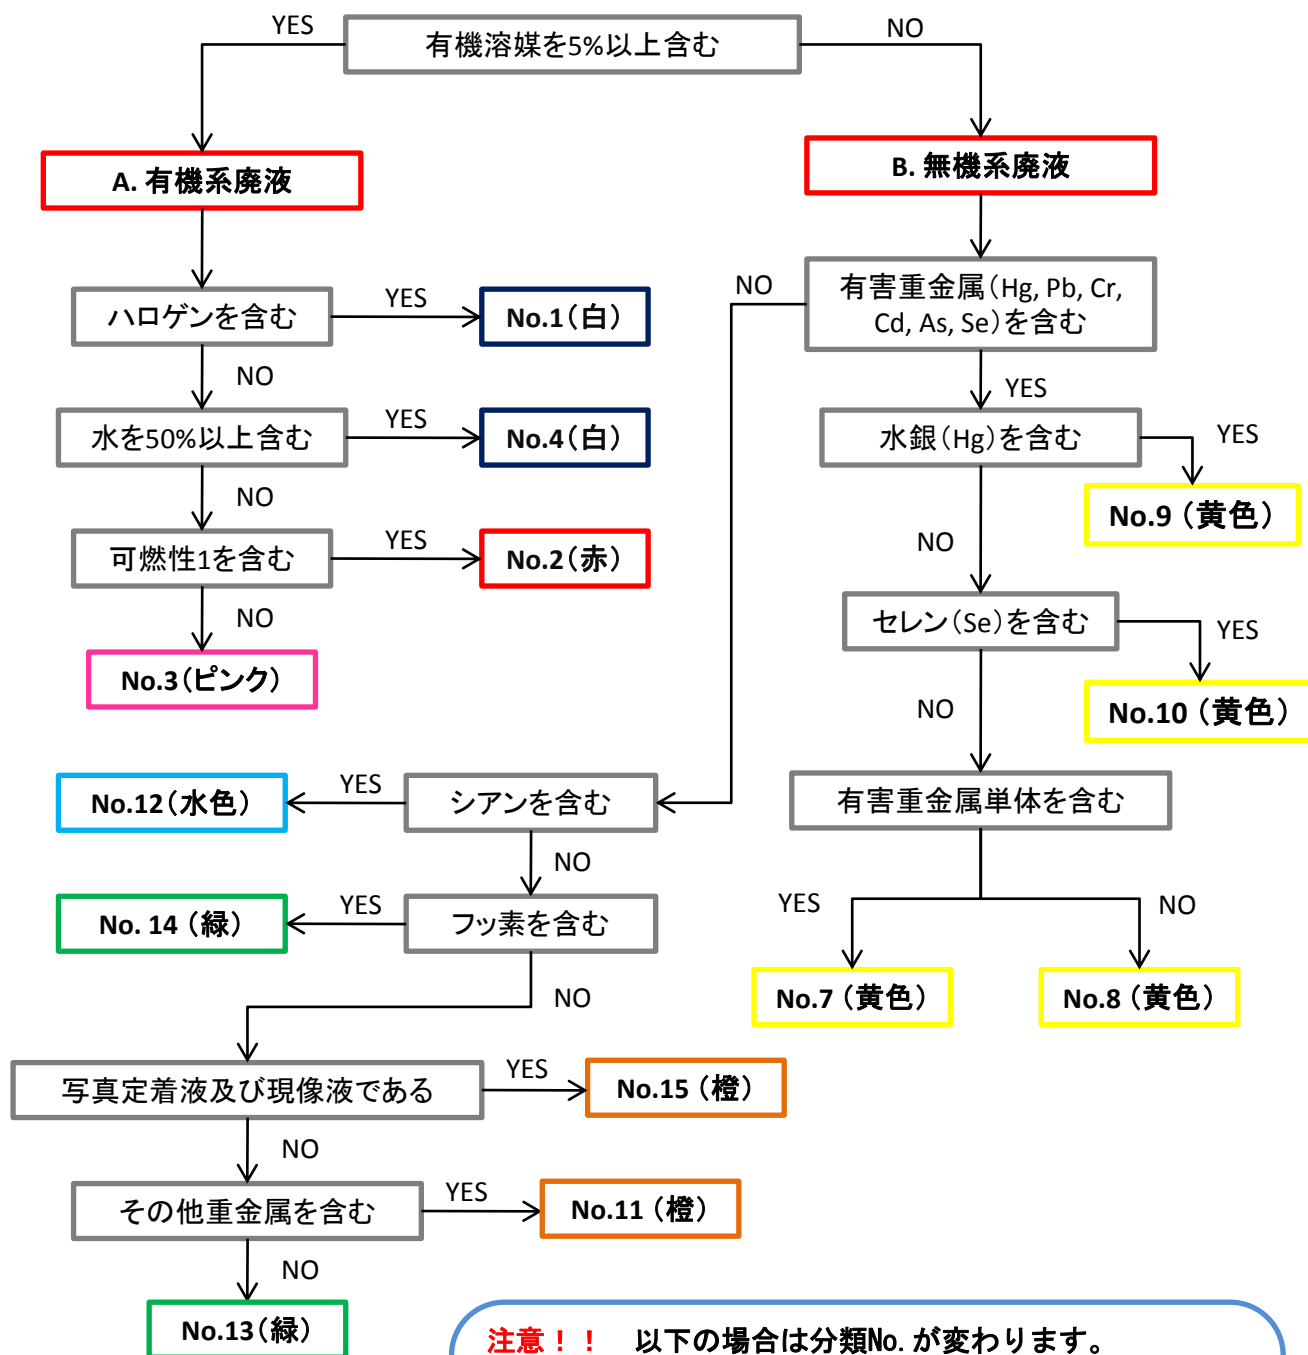 YES
有機溶媒を5%以上含む
NO
A. 有機系廃液
B. 無機系廃液
ハロゲンを含む
YES
No.1（白）
NO
水を50%以上含む
YES
No.4（白）
NO
可燃性1を含む
YES
No.2（赤）
NO
No.3（ピンク）
NO
有害重金属（Hg, Pb, Cr,
Cd, As, Se）を含む
YES
水銀（Hg）を含む
YES
No.9（黄色）
NO
セレン（Se）を含む
YES
No.10（黄色）
NO
有害重金属単体を含む
YES
NO
No.7（黄色）
No.8（黄色）
No.12（水色）
YES
シアンを含む
NO
No. 14（緑）
YES
フッ素を含む
NO
写真定着液及び現像液である
YES
No.15（橙）
NO
その他重金属を含む
YES
No.11（橙）
NO
No.13（緑）
注意！！　以下の場合は分類No.が変わります。